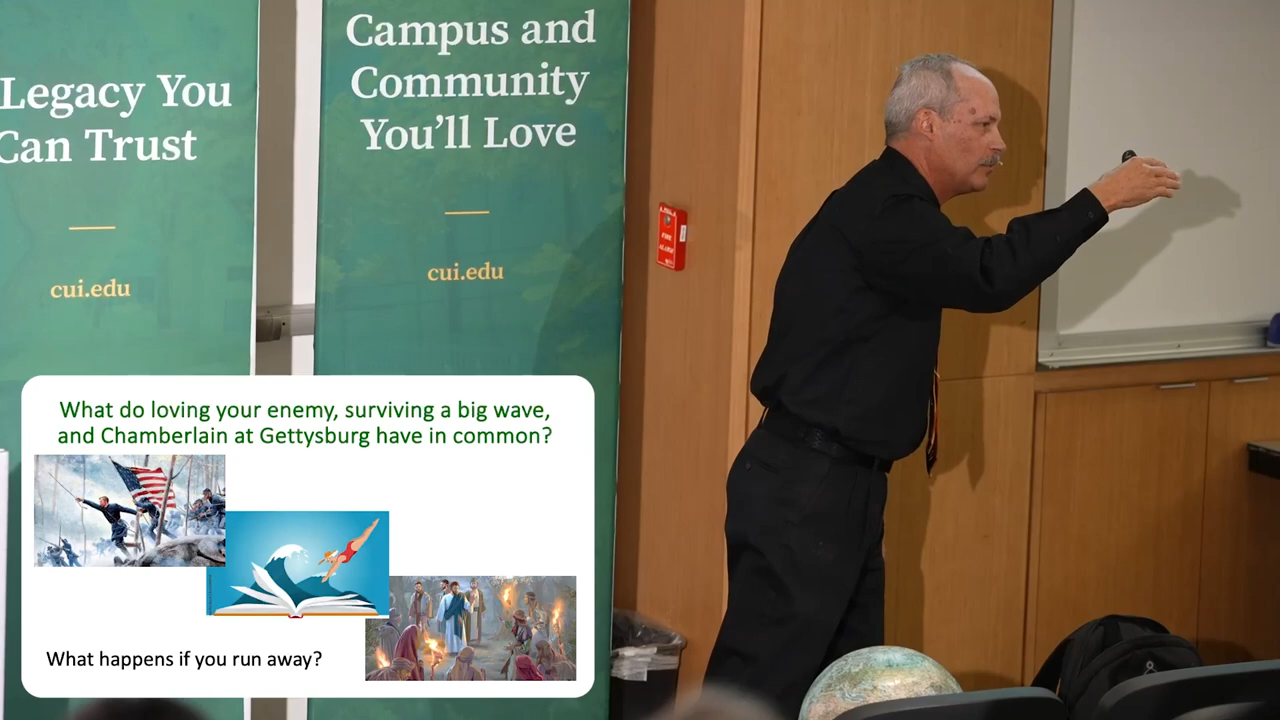 Legacy You
Can Trust
cui.edu
Campus and
Community
You'll Love
cui.edu
FIRE
What do loving your enemy, surviving a big wave,
and Chamberlain at Gettysburg have in common?
What happens if you run away?